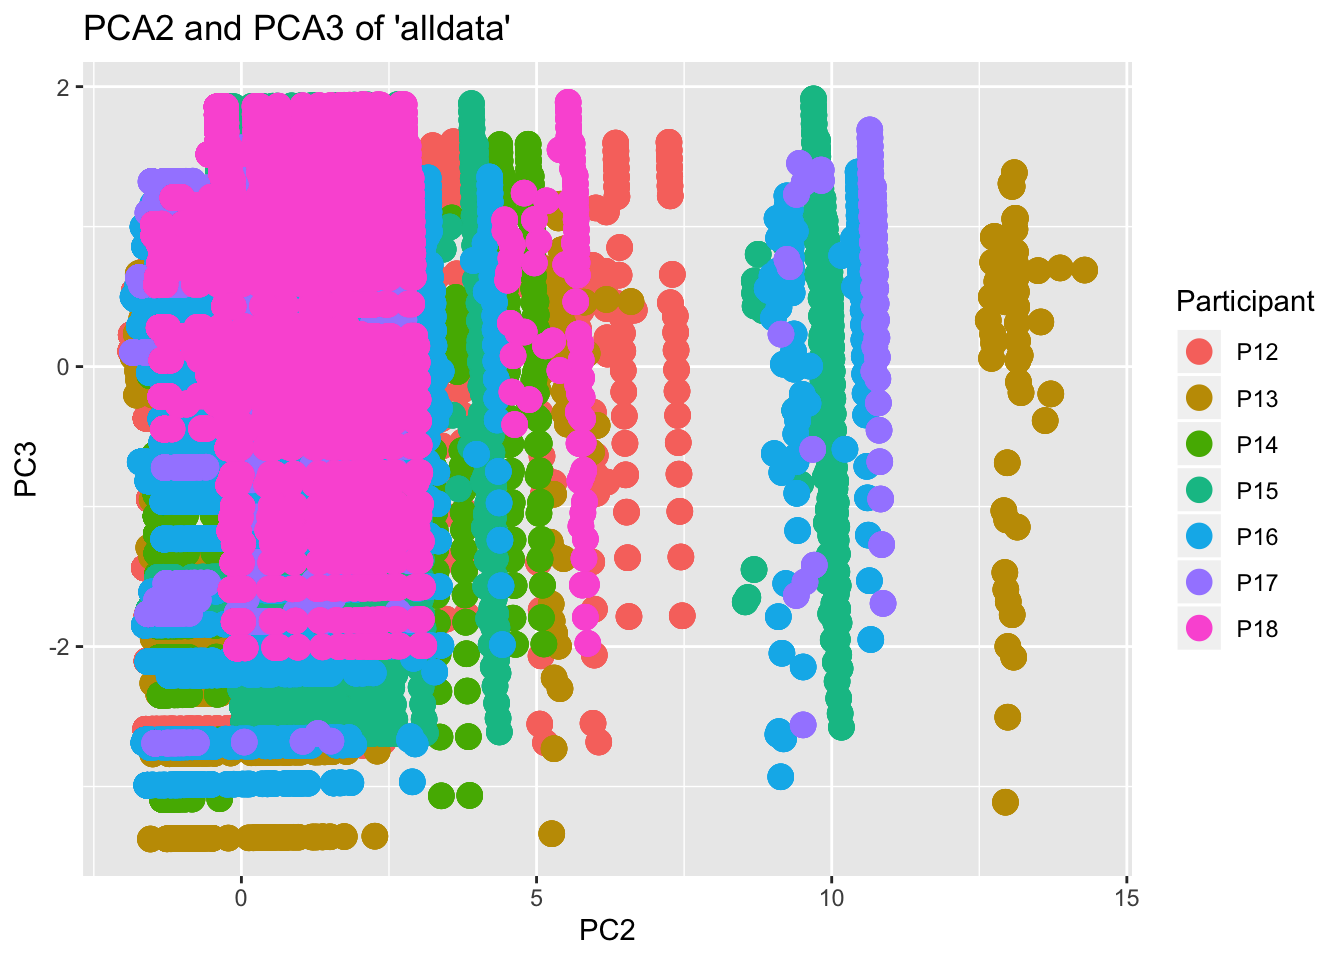 PCA2 and PCA3 of 'alldata'
2
0
-2
PC3
0 5 10 15
PC2
Participant
P12
P13
P14
P15
P16
P17
P18